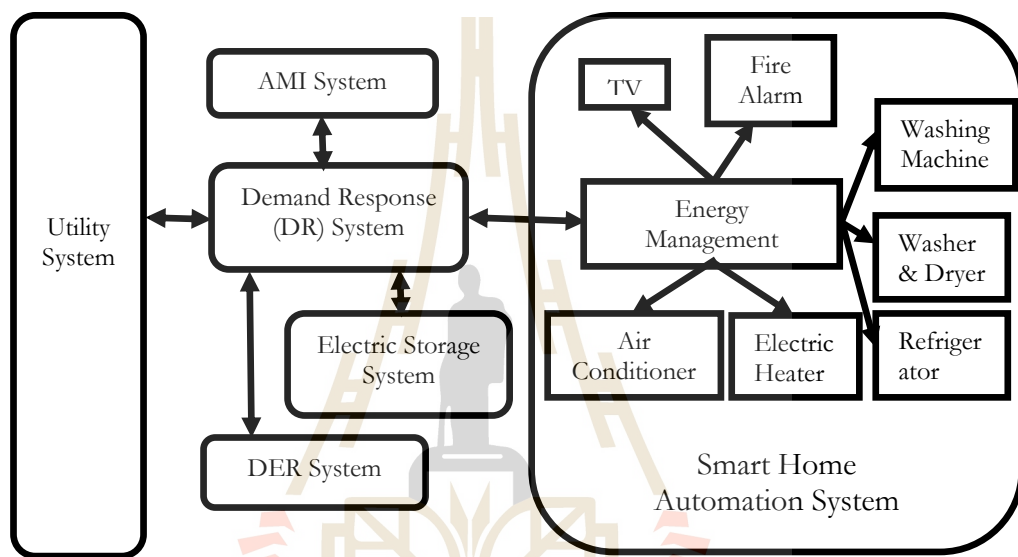 Utility
System
AMI System
Demand Response
(DR) System
Electric Storage
System
DER System
TV
Fire
Alarm
Washing
Machine
Energy
Management
Washer
& Dryer
Air
Conditioner
Electric
Heater
Refriger
ator
Smart Home
Automation System